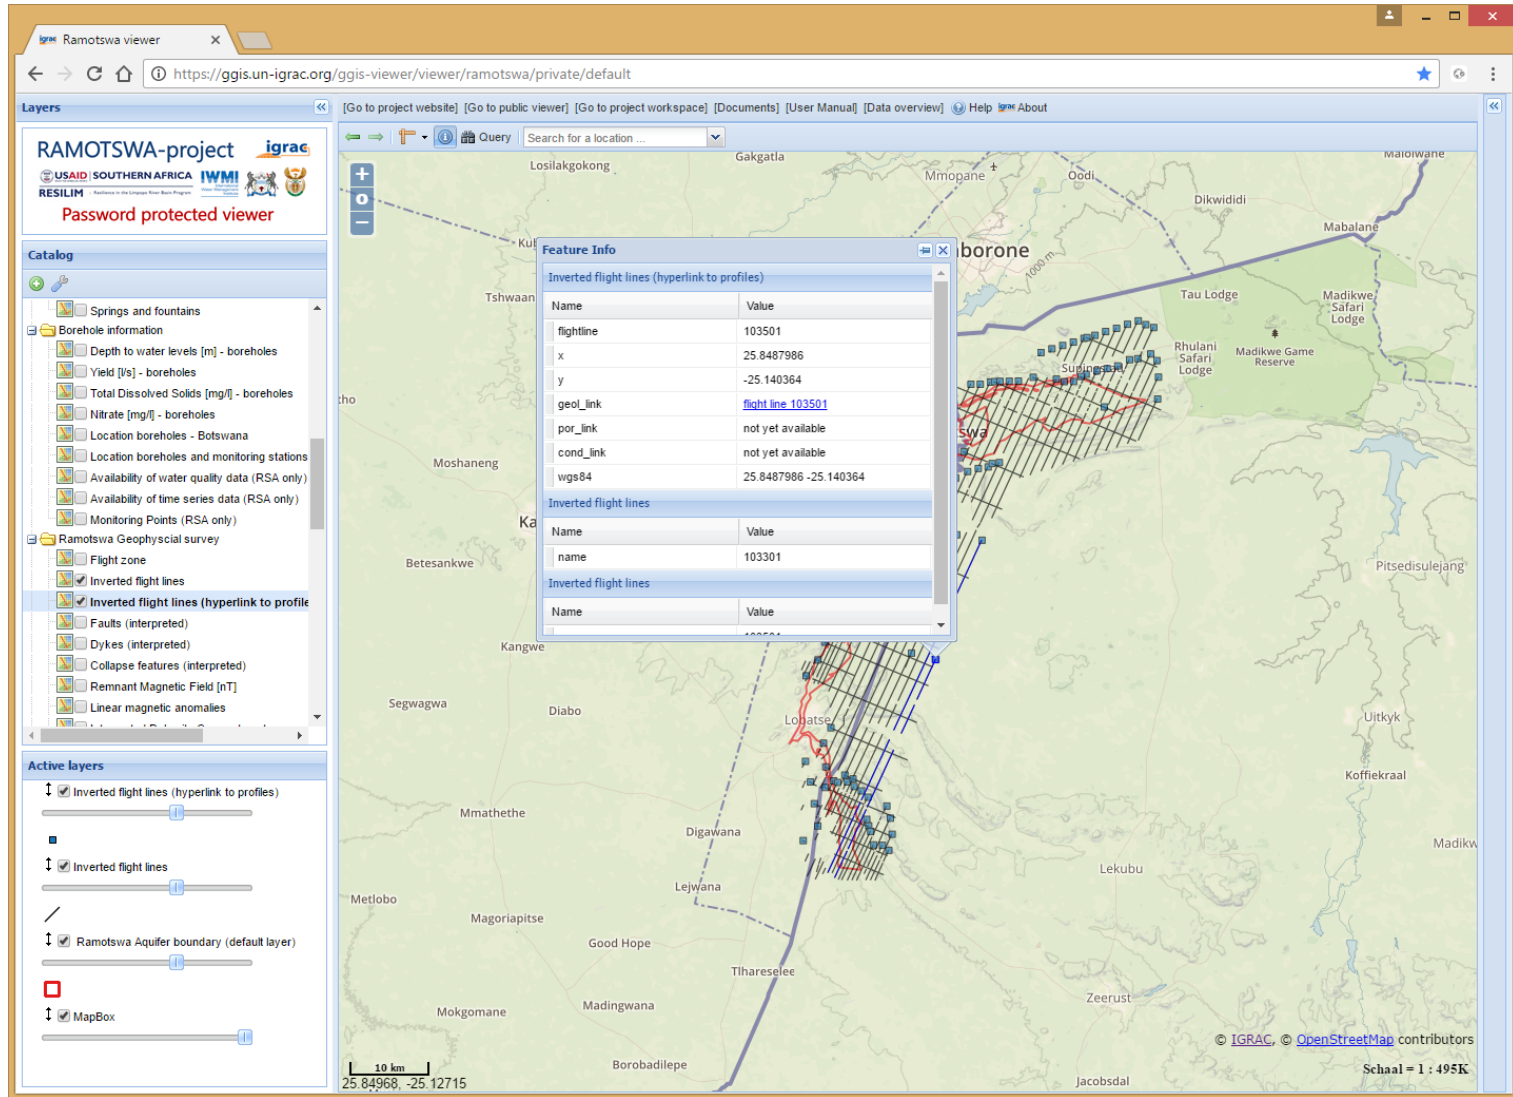 Ramotswa viewer
https://ggis.un-igrac.org/ggis-viewer/viewer/ramotswa/private/default
Layers
[Go to project website] [Go to public viewer] [Go to project workspace] [Documents] [User Manual] [Data overview] Help igrac About
RAMOTSWA-project igrac
USAID SOUTHERN AFRICA IWMI
RESILIM
Password protected viewer
Query
Search for a location ...
Catalog
Springs and fountains
Borehole information
Depth to water levels [m] - boreholes
Yield [l/s] - boreholes
Total Dissolved Solids [mg/l] - boreholes
Nitrate [mg/l] - boreholes
Location boreholes - Botswana
Location boreholes and monitoring stations
Availability of water quality data (RSA only)
Availability of time series data (RSA only)
Monitoring Points (RSA only)
Ramotswa Geophyscial survey
Flight zone
Inverted flight lines
Inverted flight lines (hyperlink to profile
Faults (interpreted)
Dykes (interpreted)
Collapse features (interpreted)
Remnant Magnetic Field [nT]
Linear magnetic anomalies
Active layers
Inverted flight lines (hyperlink to profiles)
Inverted flight lines
Ramotswa Aquifer boundary (default layer)
MapBox
Feature Info
Inverted flight lines (hyperlink to profiles)
Name Value
flightline 103501
x 25.8487986
y -25.140364
geol_link flight line 103501
por_link not yet available
cond_link not yet available
wgs84 25.8487986 -25.140364
Inverted flight lines
Name Value
name 103301
Inverted flight lines
Name Value
Losilakgokong
Gakgatla
Mmopane
Oodi
Malolwane
Dikwididi
Mabalane
Kul
borone
1000 m
Tshwaan
Tau Lodge
Madikwe
Safari
Lodge
Rhulani
Safari
Lodge
Madikwe Game
Reserve
Supingstad
tho
swa
Moshaneng
Ka
Betesankwe
Pitsedisulejang
Kangwe
Segwagwa
Diabo
Lobatse
Uitkyk
Koffiekraal
Mmathethe
Digawana
Madikw
Lekubu
Lejwana
Metlobo
Magoriapitse
Good Hope
Tlhareselee
Zeerust
Madingwana
Mokgomane
Borobadilepe
Jacobsdal
© IGRAC, © OpenStreetMap contributors
10 km
25.84968, -25.12715
Schaal = 1 : 495K